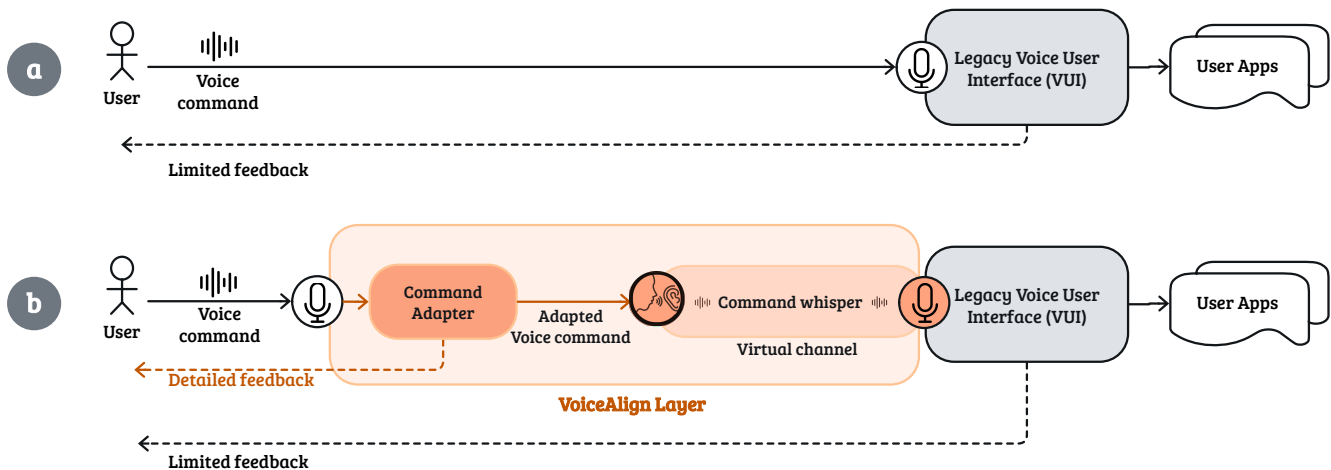 a
User
Voice
command
Legacy Voice User
Interface (VUI)
User Apps
Limited feedback
b
User
Voice
command
Command
Adapter
Adapted
Voice command
Command whisper
Virtual channel
Legacy Voice User
Interface (VUI)
User Apps
Detailed feedback
VoiceAlign Layer
Limited feedback